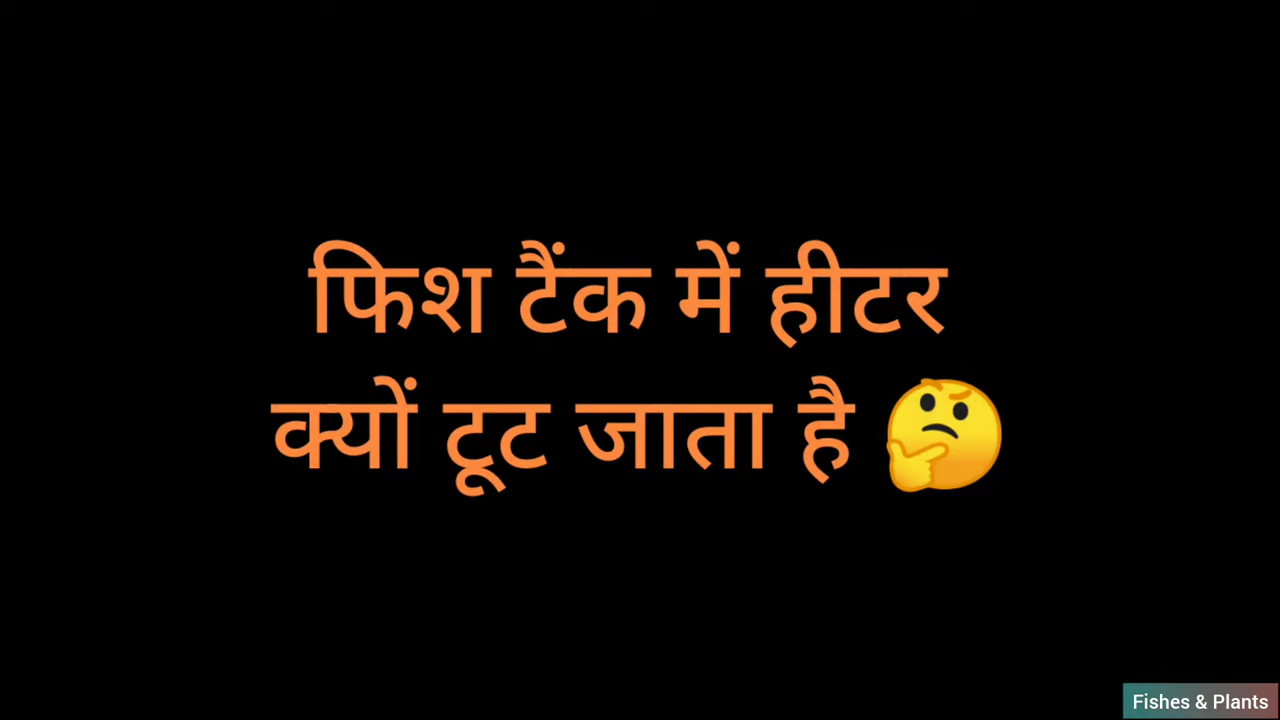 फिश टैंक में हीटर
क्यों टूट जाता है 🤔
Fishes & Plants